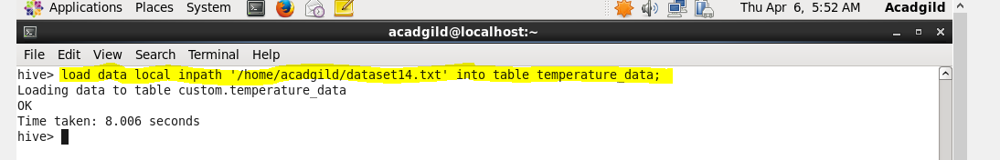 Applications Places System Thu Apr 6, 5:52 AM Acadgild
acadgild@localhost:~
File Edit View Search Terminal Help
hive> load data local inpath '/home/acadgild/dataset14.txt' into table temperature_data;
Loading data to table custom.temperature_data
OK
Time taken: 8.006 seconds
hive>